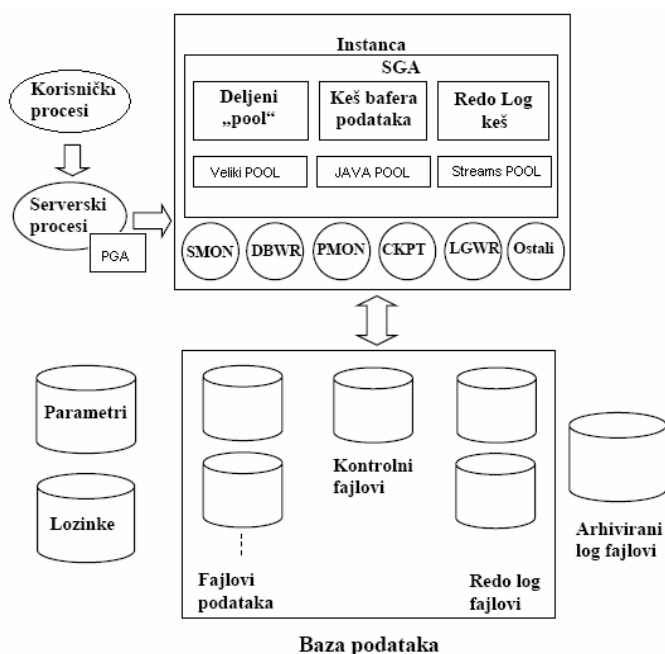 Instanca
SGA
Korisnički
procesi
Deljeni
„pool“
Keš bafera
podataka
Redo Log
keš
Veliki POOL
JAVA POOL
Streams POOL
Serverski
procesi
PGA
SMON
DBWR
PMON
CKPT
LGWR
Ostali
Parametri
Lozinke
Kontrolni
fajlovi
Fajlovi
podataka
Redo log
fajlovi
Arhivirani
log fajlovi
Baza podataka